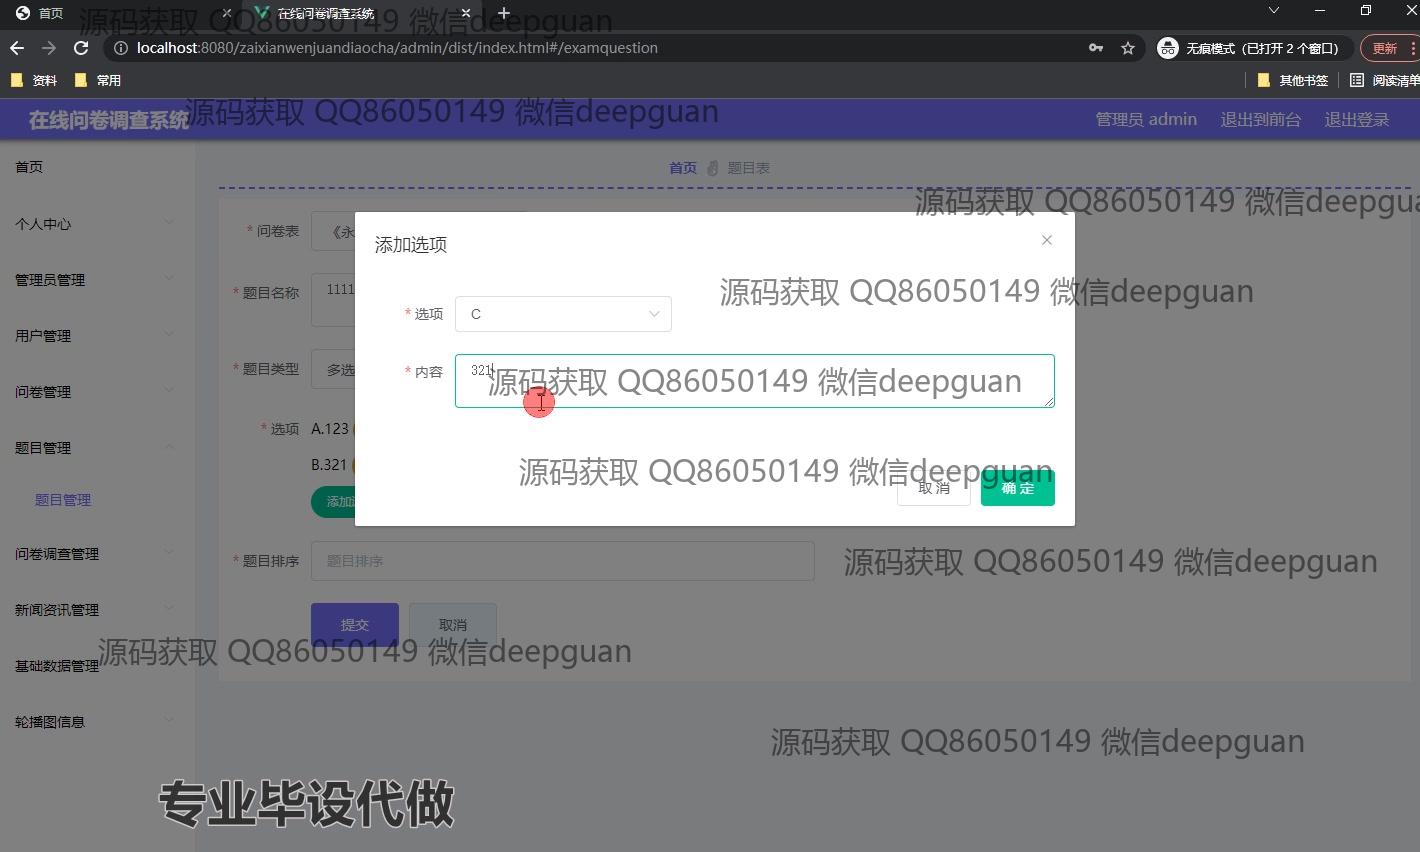 首页
在线问卷调查系统
localhost:8080/zaixianwenjuandiaocha/admin/dist/index.html#/examquestion
无痕模式（已打开 2 个窗口）
更新
资料
常用
其他书签
阅读清单
源码获取 QQ86050149 微信deepguan
在线问卷调查系统
源码获取 QQ86050149 微信deepguan
管理员 admin
退出到前台
退出登录
首页
首页
题目表
源码获取 QQ86050149 微信deepgua
个人中心
* 问卷表
《永
添加选项
管理员管理
* 题目名称
1111
源码获取 QQ86050149 微信deepguan
* 选项
C
用户管理
* 题目类型
多选
* 内容
321
源码获取 QQ86050149 微信deepguan
问卷管理
* 选项
A.123
题目管理
B.321
源码获取 QQ86050149 微信deepguan
取消
确定
题目管理
添加
问卷调查管理
* 题目排序
题目排序
源码获取 QQ86050149 微信deepguan
新闻资讯管理
提交
取消
源码获取 QQ86050149 微信deepguan
基础数据管理
轮播图信息
源码获取 QQ86050149 微信deepguan
专业毕设代做